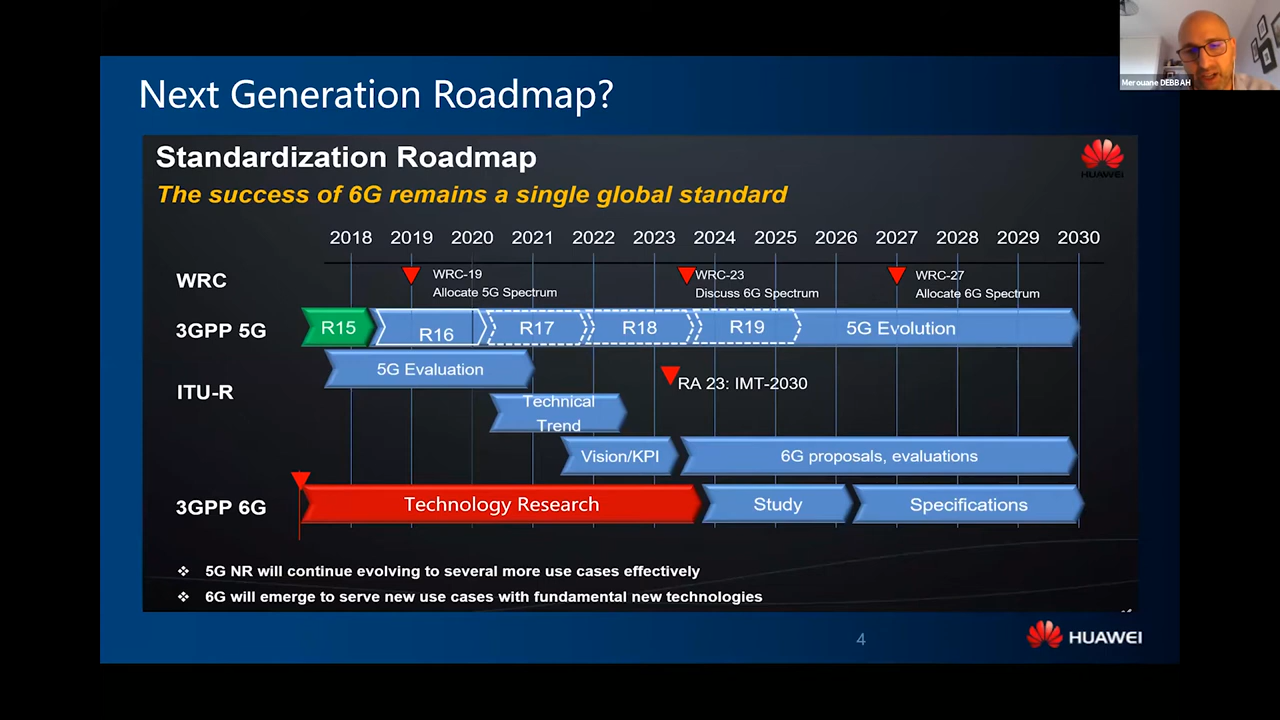 Merouane DEBBAH
Next Generation Roadmap?
Standardization Roadmap
HUAWEI
The success of 6G remains a single global standard
2018 2019 2020 2021 2022 2023 2024 2025 2026 2027 2028 2029 2030
WRC
WRC-19
Allocate 5G Spectrum
WRC-23
Discuss 6G Spectrum
WRC-27
Allocate 6G Spectrum
3GPP 5G
R15
R16
R17
R18
R19
5G Evolution
ITU-R
5G Evaluation
RA 23: IMT-2030
Technical
Trend
Vision/KPI
6G proposals, evaluations
3GPP 6G
Technology Research
Study
Specifications
❖ 5G NR will continue evolving to several more use cases effectively
❖ 6G will emerge to serve new use cases with fundamental new technologies
4
HUAWEI